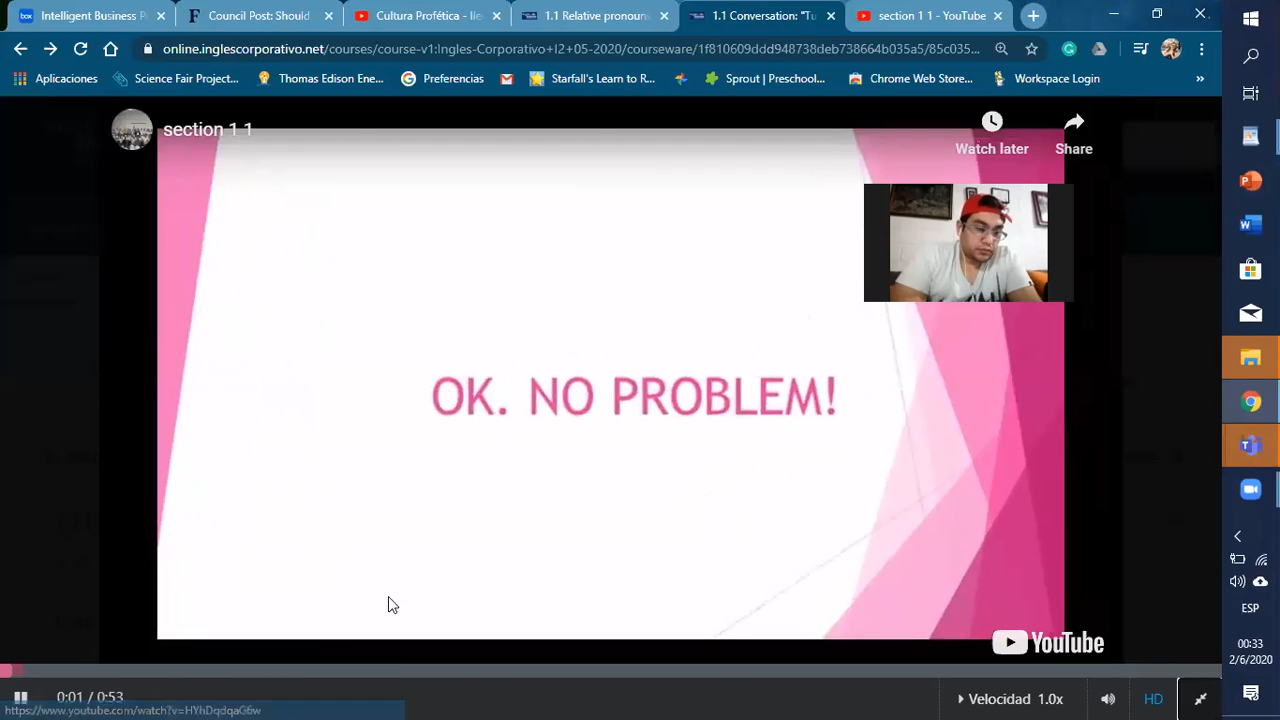 Intelligent Business P
Council Post: Should
Cultura Profética - Ile
1.1 Relative pronoun
1.1 Conversation: "Tu
section 1 1 - YouTube
online.inglescorporativo.net/courses/course-v1:Ingles-Corporativo+I2+05-2020/courseware/1f810609ddd948738deb738664b035a5/85c035...
Aplicaciones
Science Fair Project...
Thomas Edison Ene...
Preferencias
Starfall's Learn to R...
Sprout | Preschool...
Chrome Web Store...
Workspace Login
»
section 1 1
Watch later
Share
OK. NO PROBLEM!
YouTube
0:01 / 0:53
Velocidad 1.0x
HD
https://www.youtube.com/watch?v=HYhDqdqaG6w
ESP
00:33
2/6/2020